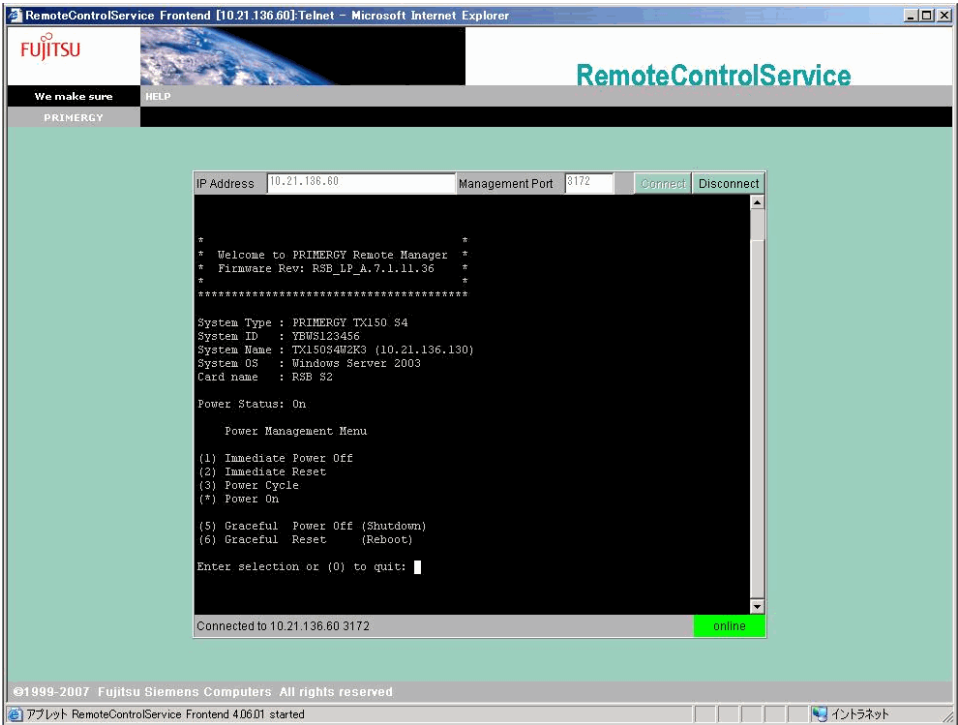 RemoteControlService Frontend [10.21.136.60]:Telnet - Microsoft Internet Explorer
FUJITSU
RemoteControlService
We make sure
HELP
PRIMERGY
IP Address 10.21.136.60 Management Port 3172 Connect Disconnect
* *
* Welcome to PRIMERGY Remote Manager *
* Firmware Rev: RSB_LP_A.7.1.11.36 *
* *
****************************************
System Type : PRIMERGY TX150 S4
System ID : YBWS123456
System Name : TX150S4W2K3 (10.21.136.130)
System OS : Windows Server 2003
Card name : RSB S2
Power Status: On
Power Management Menu
(1) Immediate Power Off
(2) Immediate Reset
(3) Power Cycle
(*) Power On
(5) Graceful Power Off (Shutdown)
(6) Graceful Reset (Reboot)
Enter selection or (0) to quit:
Connected to 10.21.136.60 3172 online
©1999-2007 Fujitsu Siemens Computers All rights reserved
アプレット RemoteControlService Frontend 4.06.01 started イントラネット